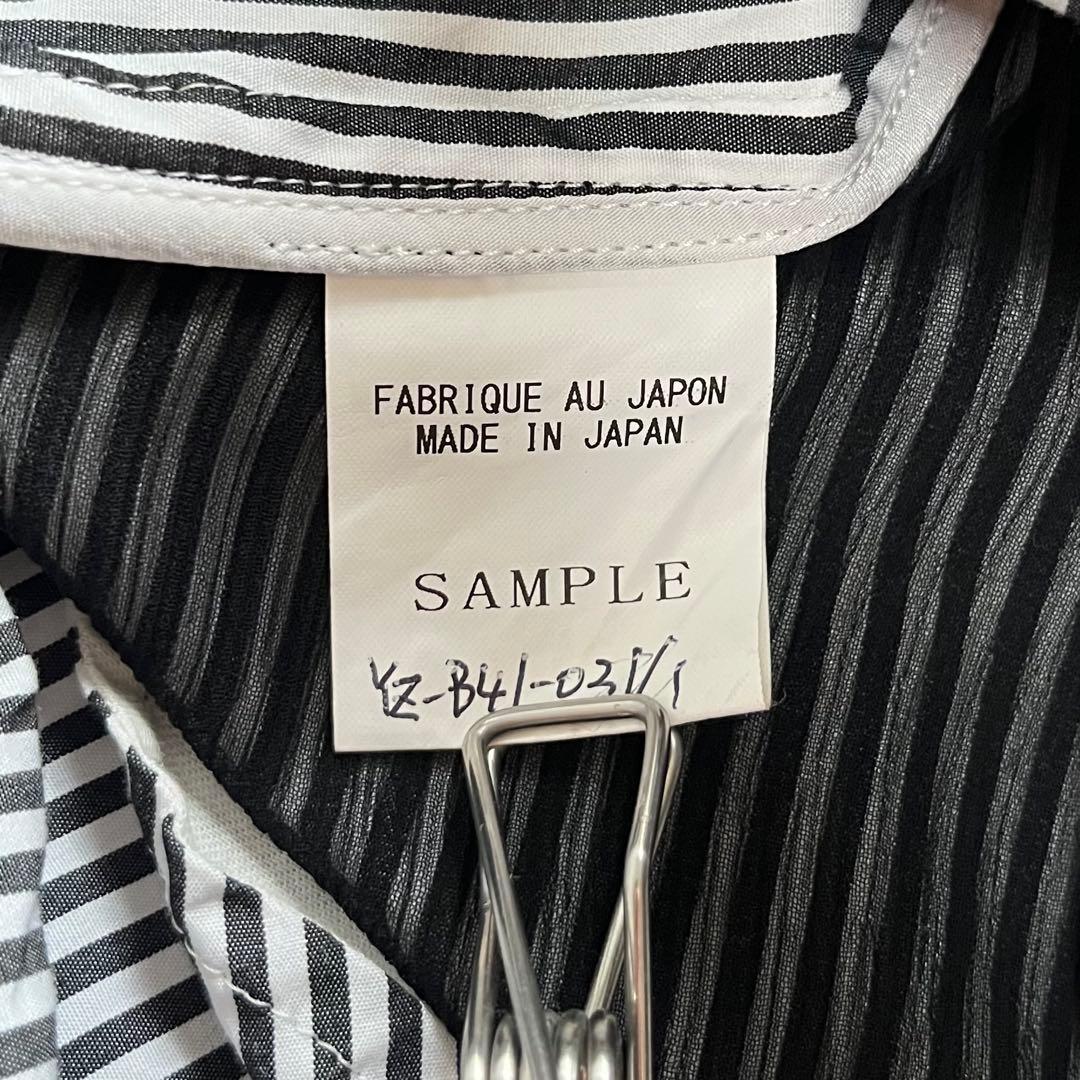 FABRIQUE AU JAPON
MADE IN JAPAN
SAMPLE
YZ-B41-031/1